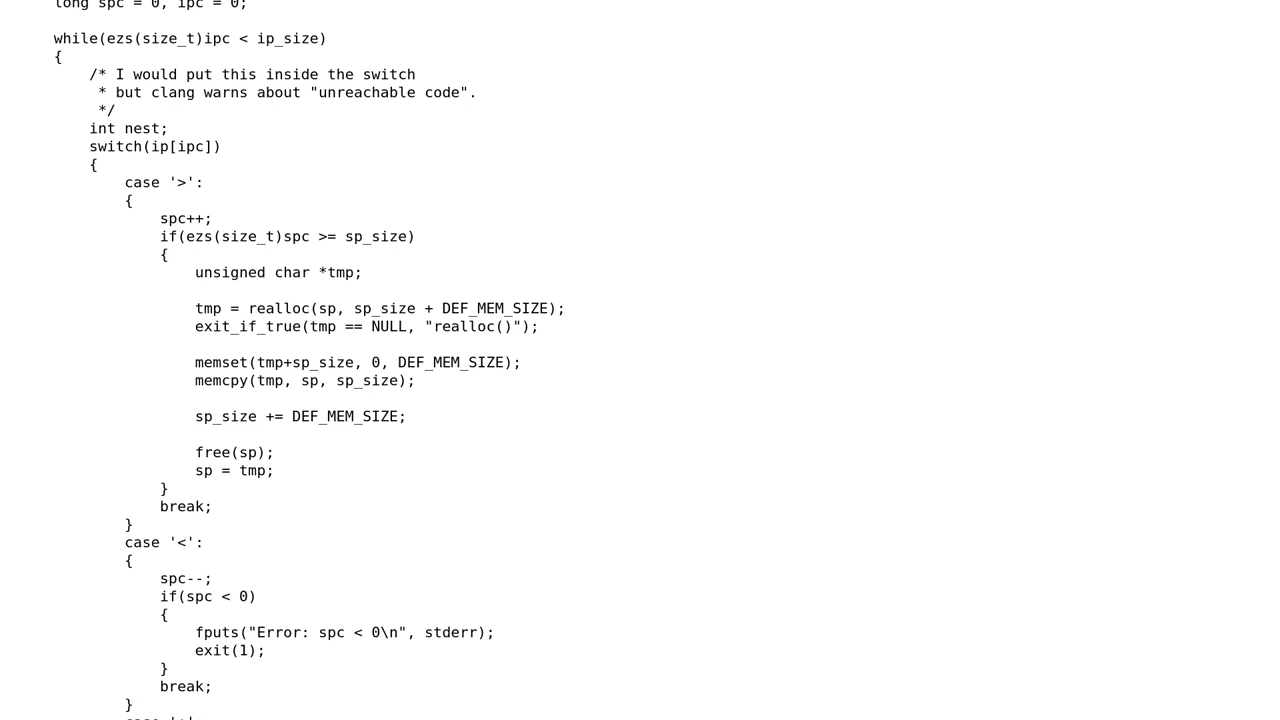 long spc = 0, ipc = 0;
while(ezs(size_t)ipc < ip_size)
{
/* I would put this inside the switch
* but clang warns about "unreachable code".
*/
int nest;
switch(ip[ipc])
{
case '>':
{
spc++;
if(ezs(size_t)spc >= sp_size)
{
unsigned char *tmp;
tmp = realloc(sp, sp_size + DEF_MEM_SIZE);
exit_if_true(tmp == NULL, "realloc()");
memset(tmp+sp_size, 0, DEF_MEM_SIZE);
memcpy(tmp, sp, sp_size);
sp_size += DEF_MEM_SIZE;
free(sp);
sp = tmp;
}
break;
}
case '<':
{
spc--;
if(spc < 0)
{
fputs("Error: spc < 0\n", stderr);
exit(1);
}
break;
}